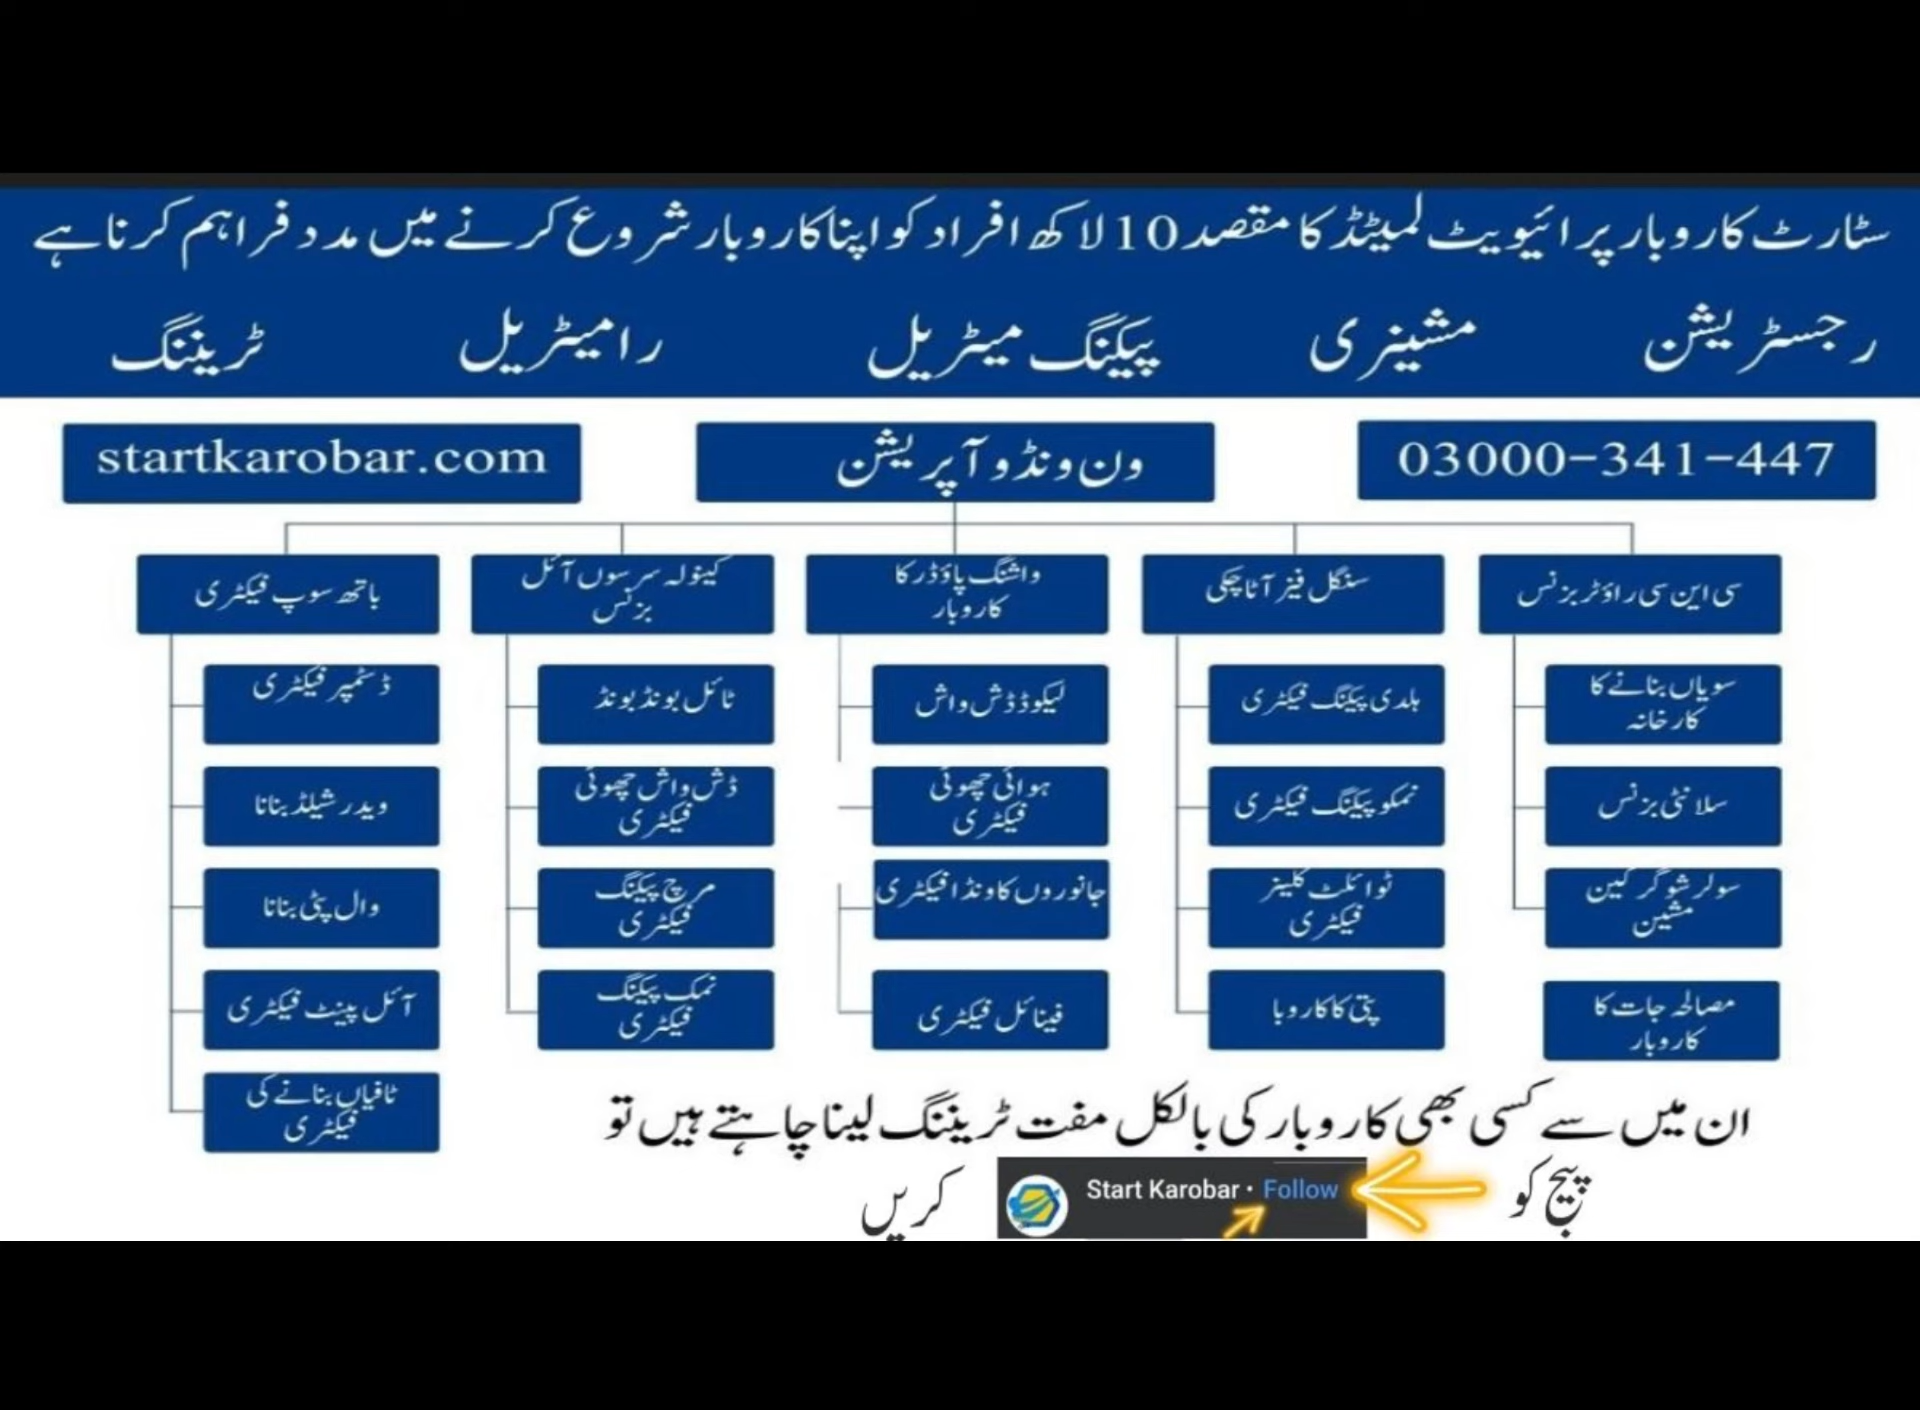 سٹارٹ کاروبار پرائیویٹ لمیٹڈ کا مقصد 10 لاکھ افراد کو اپنا کاروبار شروع کرنے میں مدد فراہم کرنا ہے
رجسٹریشن مشینری پیکنگ میٹریل رامیٹریل ٹریننگ
03000-341-447
ون ونڈو آپریشن
startkarobar.com
سی این سی راؤٹر بزنس
سویاں بنانے کا
کارخانہ
سلانٹی بزنس
سولر شوگر کین
مشین
مصالحہ جات کا
کاروبار
سنگل فیز آٹا چکی
ہلدی پیکنگ فیکٹری
نمکو پیکنگ فیکٹری
ٹوائلٹ کلینر
فیکٹری
پتی کا کاروبا
واشنگ پاؤڈر کا
کاروبار
لیکوڈ ڈش واش
ہوائی چھوٹی
فیکٹری
جانوروں کا ونڈا فیکٹری
فینائل فیکٹری
کینولہ سرسوں آئل
بزنس
ٹائل بونڈ بونڈ
ڈش واش چھوٹی
فیکٹری
مرچ پیکنگ
فیکٹری
نمک پیکنگ
فیکٹری
باتھ سوپ فیکٹری
ڈسٹمپر فیکٹری
ویدر شیلڈ بنانا
وال پٹی بنانا
آئل پینٹ فیکٹری
ٹافیاں بنانے کی
فیکٹری
ان میں سے کسی بھی کاروبار کی بالکل مفت ٹریننگ لینا چاہتے ہیں تو
پیج کو Start Karobar · Follow کریں